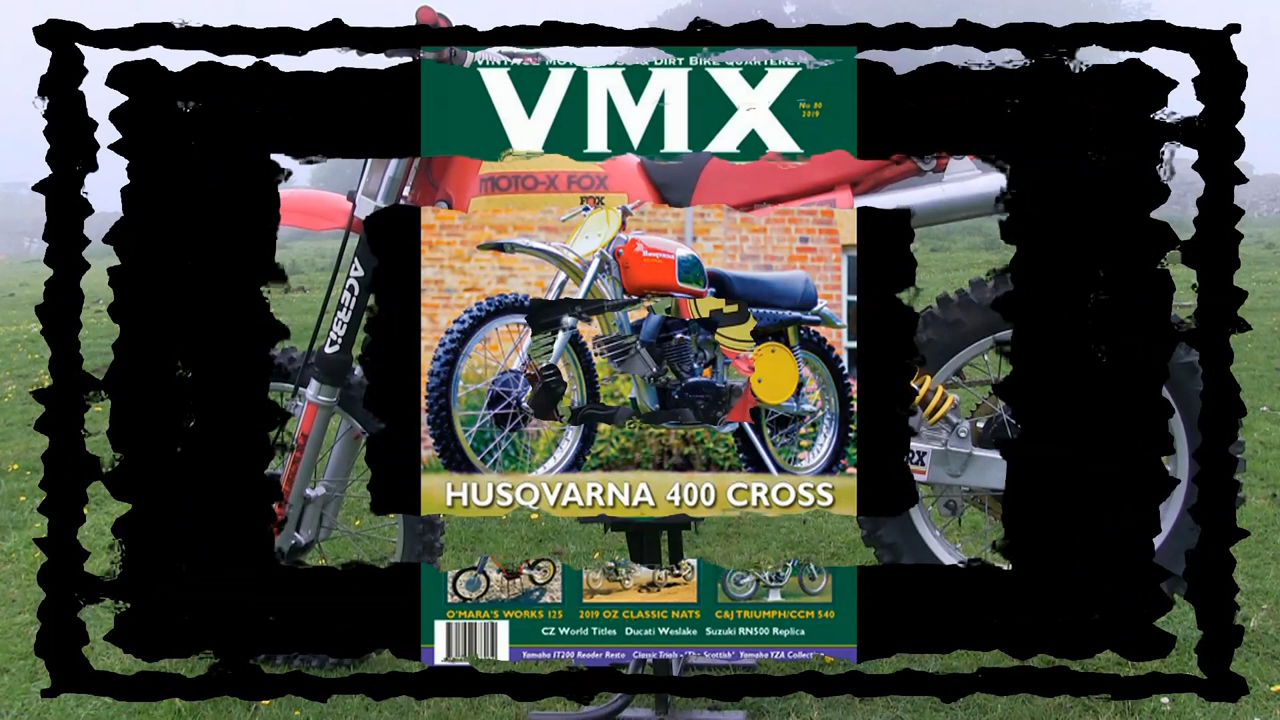 VMX
No 80
2019
MOTO-X FOX
FOX
ACERBIS
Husqvarna
HUSQVARNA 400 CROSS
O'MARA'S WORKS 125 2019 OZ CLASSIC NATS C&J TRIUMPH/CCM 540
CZ World Titles Ducati Weslake Suzuki RN500 Replica
Yamaha IT200 Reader Resto Classic Trials - 'The Scottish' Yamaha YZA